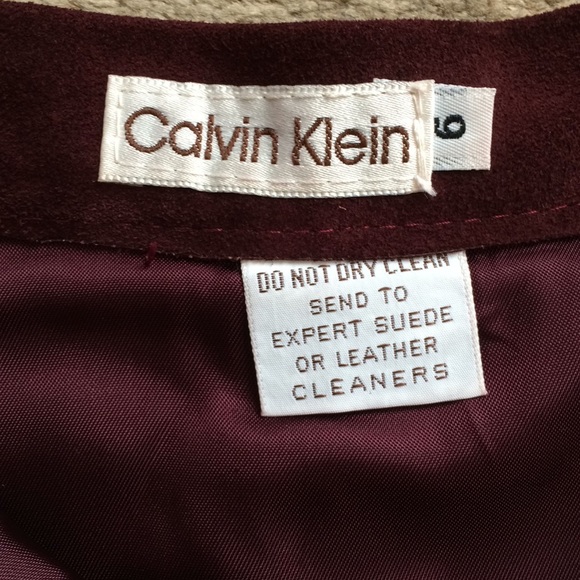 Calvin Klein
6
DO NOT DRY CLEAN
SEND TO
EXPERT SUEDE
OR LEATHER
CLEANERS